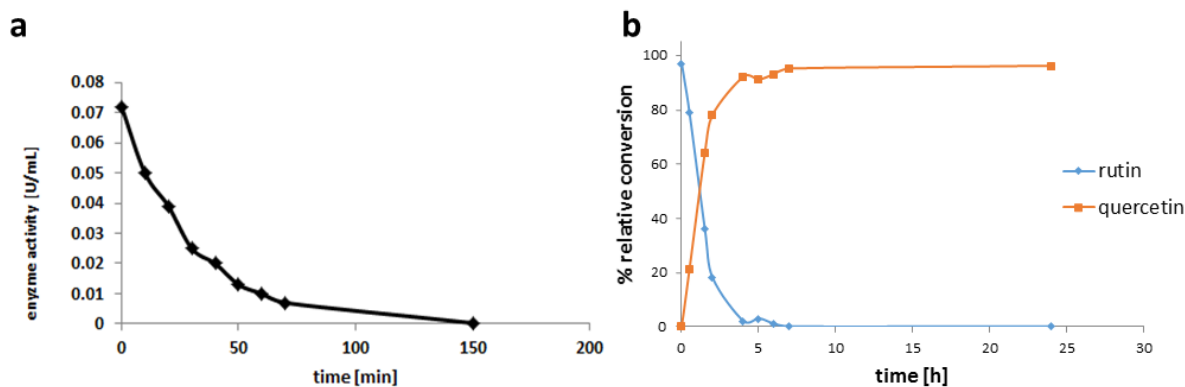 a
enyzme activity [U/mL]
0.08
0.07
0.06
0.05
0.04
0.03
0.02
0.01
0
0 50 100 150 200
time [min]
b
% relative conversion
100
80
60
40
20
0
0 5 10 15 20 25 30
time [h]
rutin
quercetin